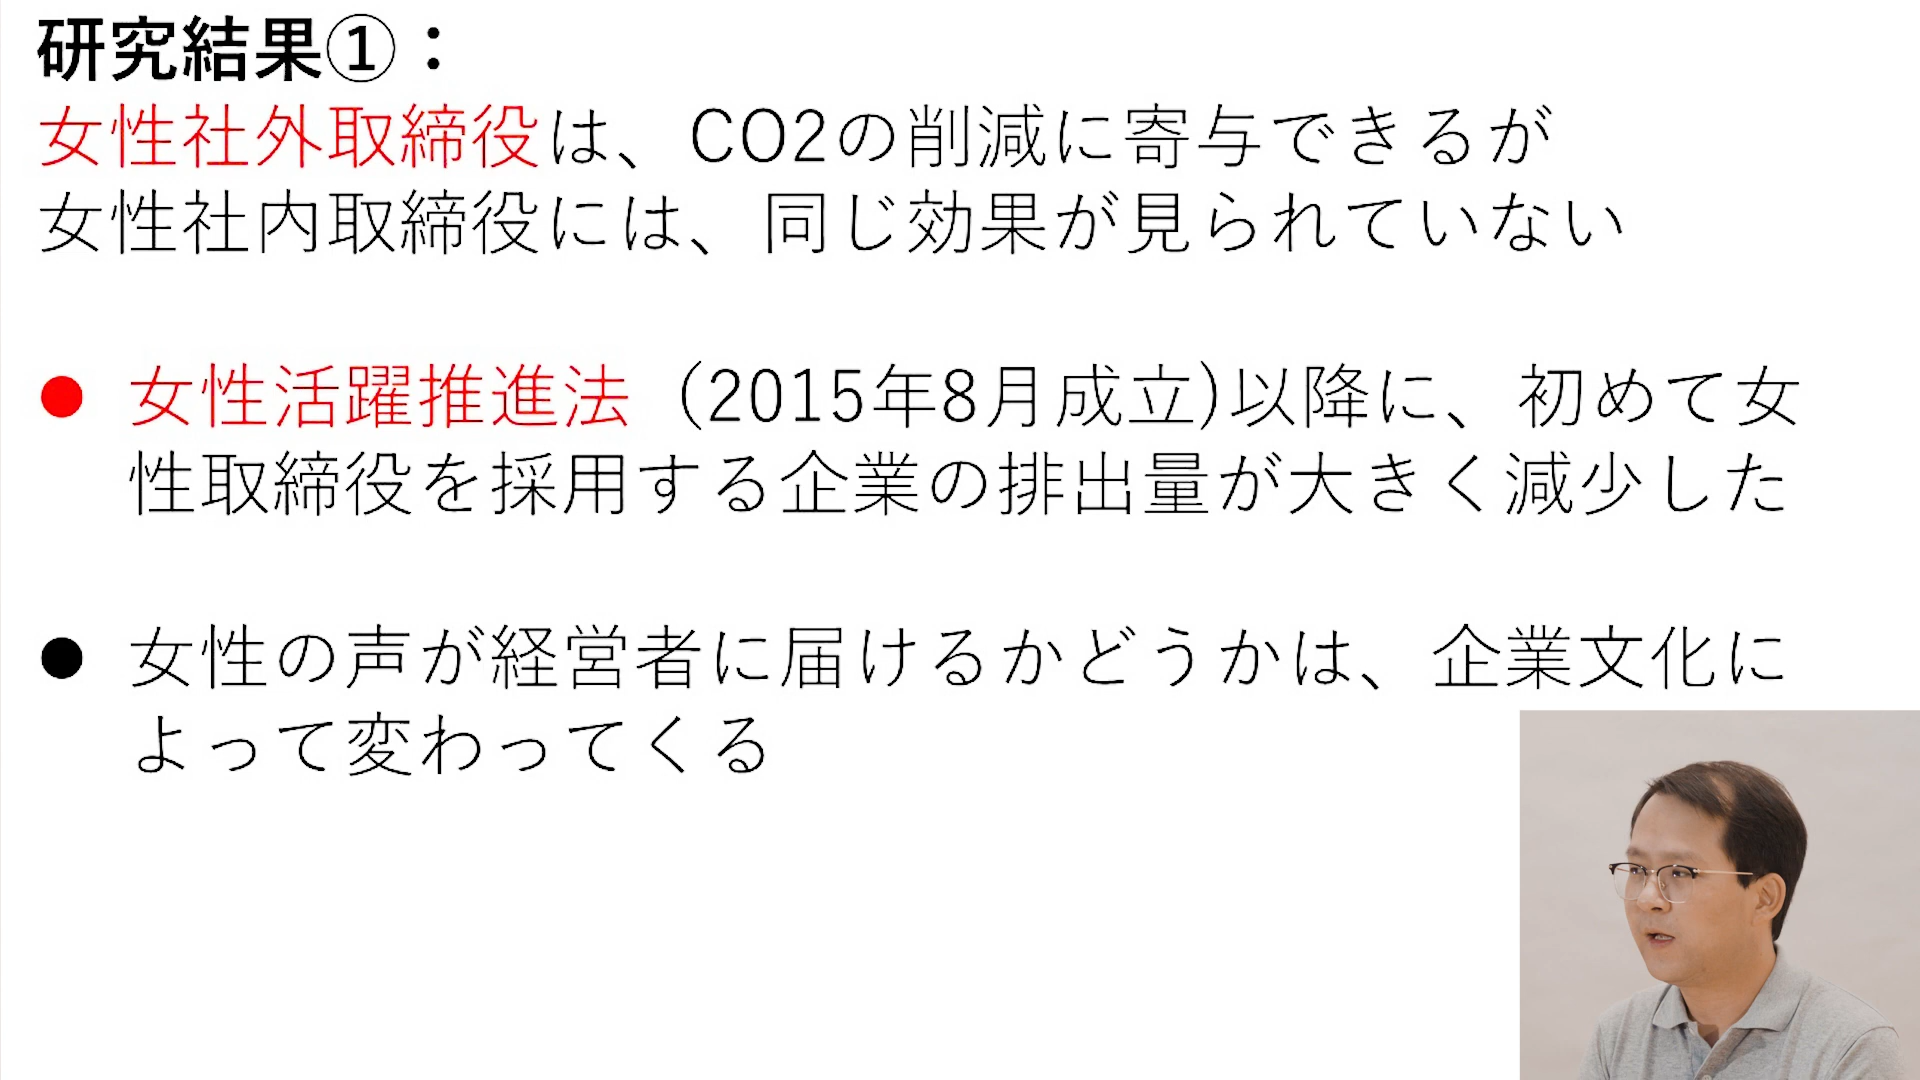 研究結果①：
女性社外取締役は、CO2の削減に寄与できるが
女性社内取締役には、同じ効果が見られていない
● 女性活躍推進法（2015年8月成立)以降に、初めて女
性取締役を採用する企業の排出量が大きく減少した
● 女性の声が経営者に届けるかどうかは、企業文化に
よって変わってくる